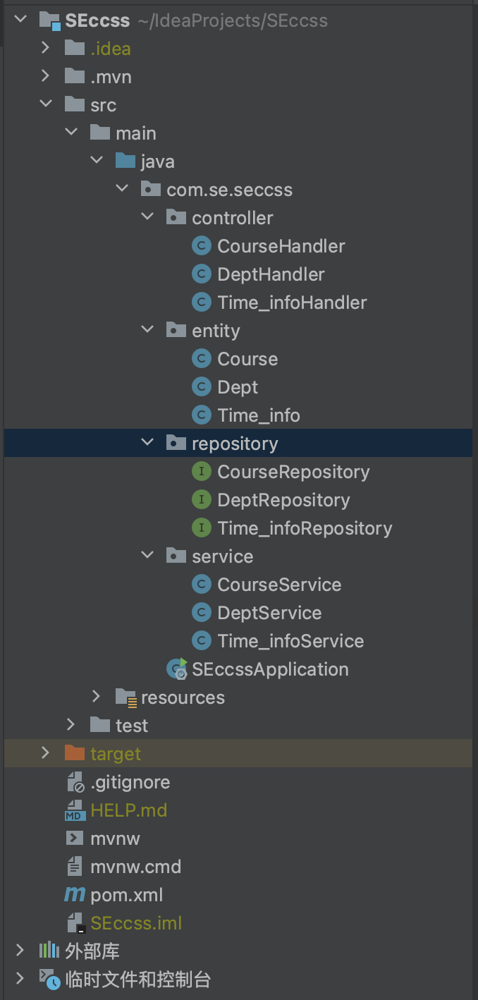 SEccss ~/IdeaProjects/SEccss
.idea
.mvn
src
main
java
com.se.seccss
controller
C CourseHandler
C DeptHandler
C Time_infoHandler
entity
C Course
C Dept
C Time_info
repository
I CourseRepository
I DeptRepository
I Time_infoRepository
service
C CourseService
C DeptService
C Time_infoService
SEccssApplication
resources
test
target
.gitignore
MD HELP.md
mvnw
mvnw.cmd
m pom.xml
SEccss.iml
外部库
临时文件和控制台